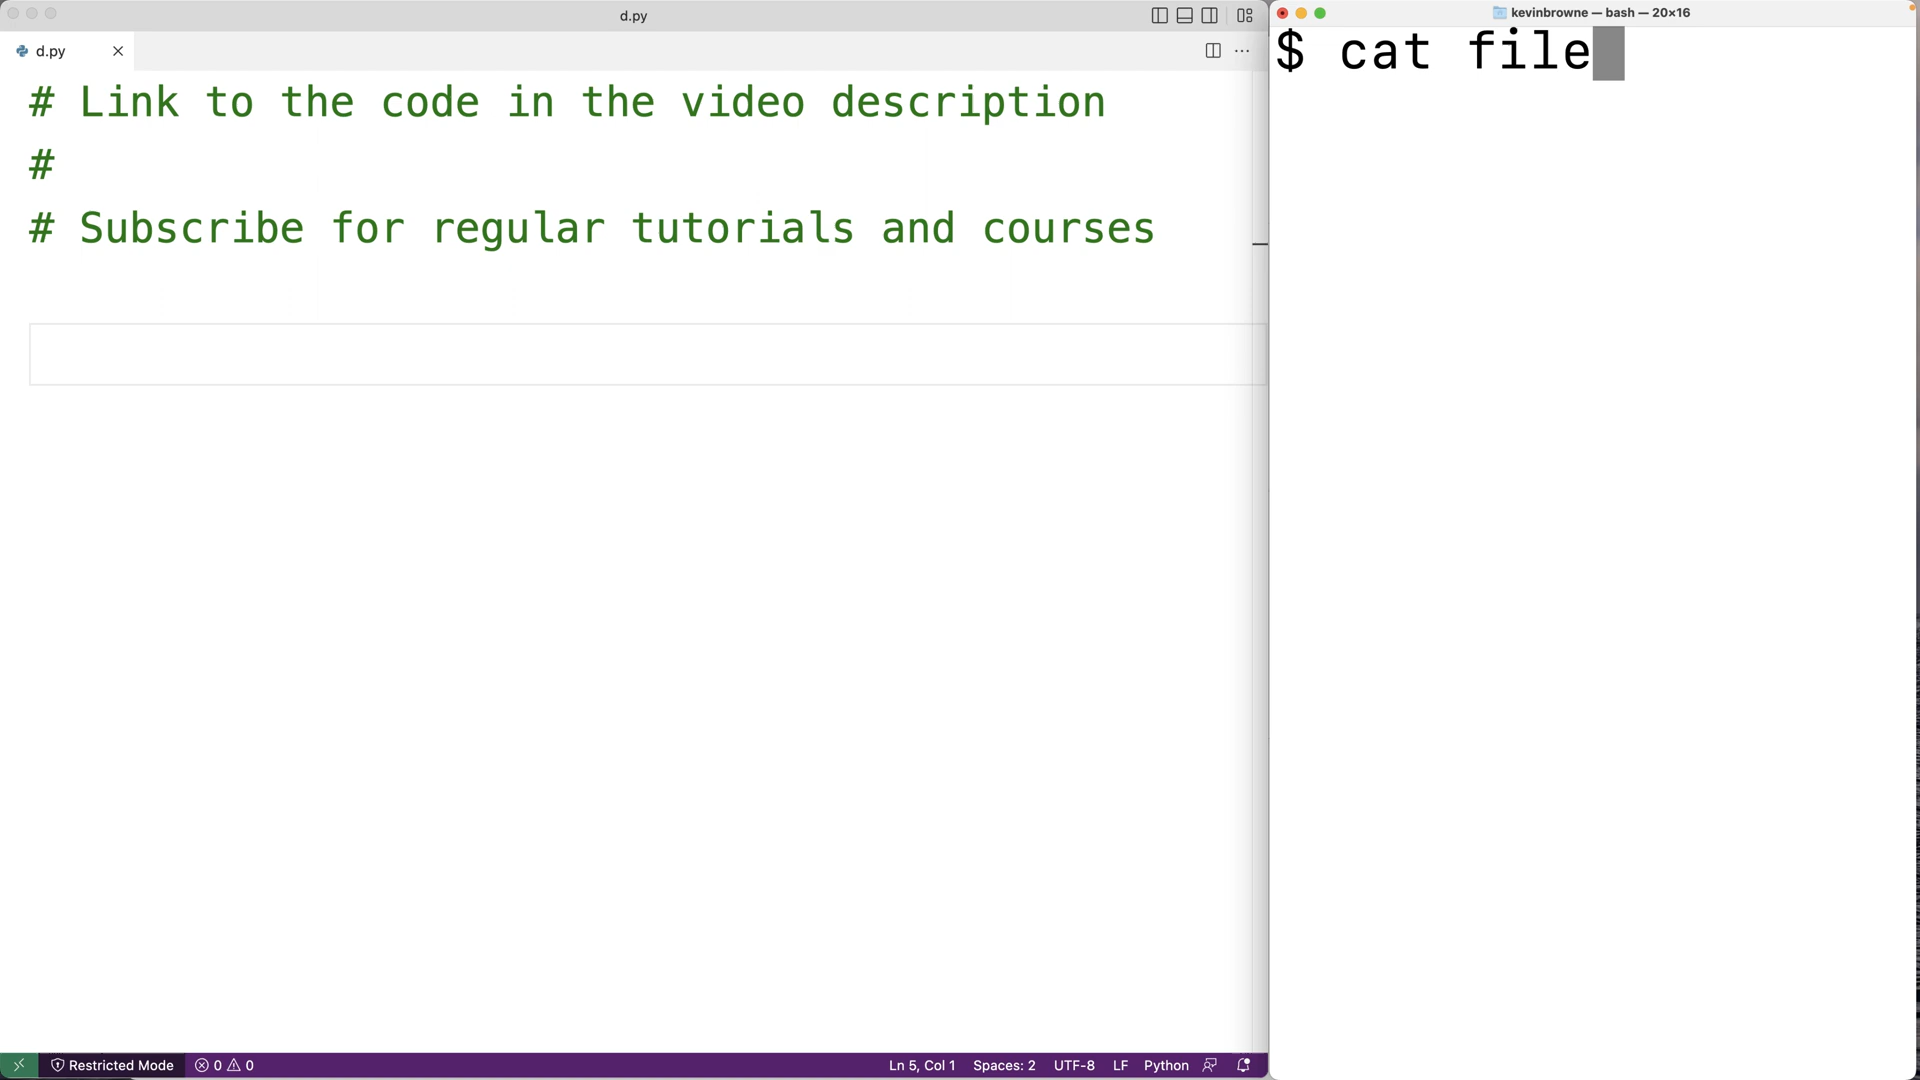 d.py
d.py
# Link to the code in the video description
#
# Subscribe for regular tutorials and courses
Restricted Mode
0 0
Ln 5, Col 1
Spaces: 2
UTF-8
LF
Python
kevinbrowne — bash — 20×16
$ cat file